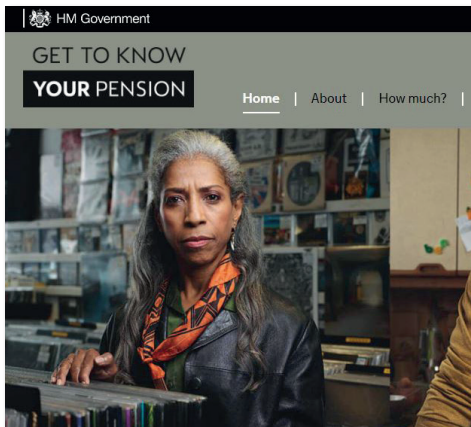 HM Government
GET TO KNOW
YOUR PENSION
Home | About | How much? |